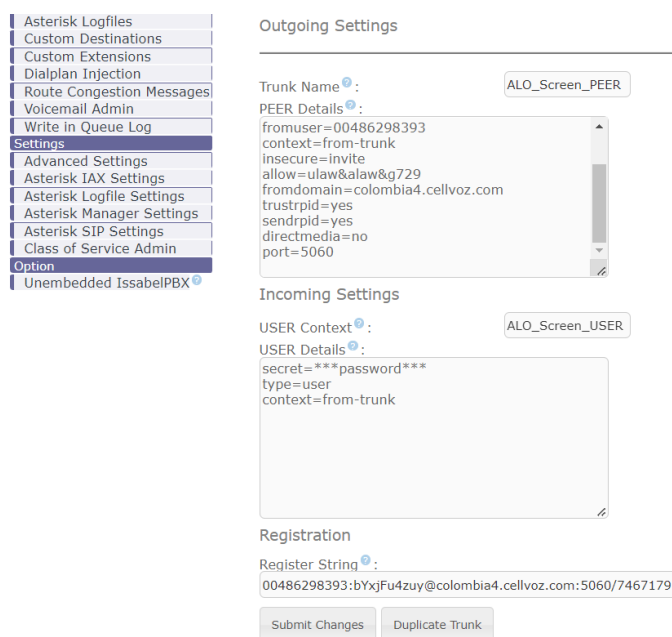 Asterisk Logfiles
Custom Destinations
Custom Extensions
Dialplan Injection
Route Congestion Messages
Voicemail Admin
Write in Queue Log
Settings
Advanced Settings
Asterisk IAX Settings
Asterisk Logfile Settings
Asterisk Manager Settings
Asterisk SIP Settings
Class of Service Admin
Option
Unembedded IssabelPBX ?
Outgoing Settings
Trunk Name ? : ALO_Screen_PEER
PEER Details ? :
fromuser=00486298393
context=from-trunk
insecure=invite
allow=ulaw&alaw&g729
fromdomain=colombia4.cellvoz.com
trustrpid=yes
sendrpid=yes
directmedia=no
port=5060
Incoming Settings
USER Context ? : ALO_Screen_USER
USER Details ? :
secret=***password***
type=user
context=from-trunk
Registration
Register String ? :
00486298393:bYxjFu4zuy@colombia4.cellvoz.com:5060/7467179
Submit Changes Duplicate Trunk